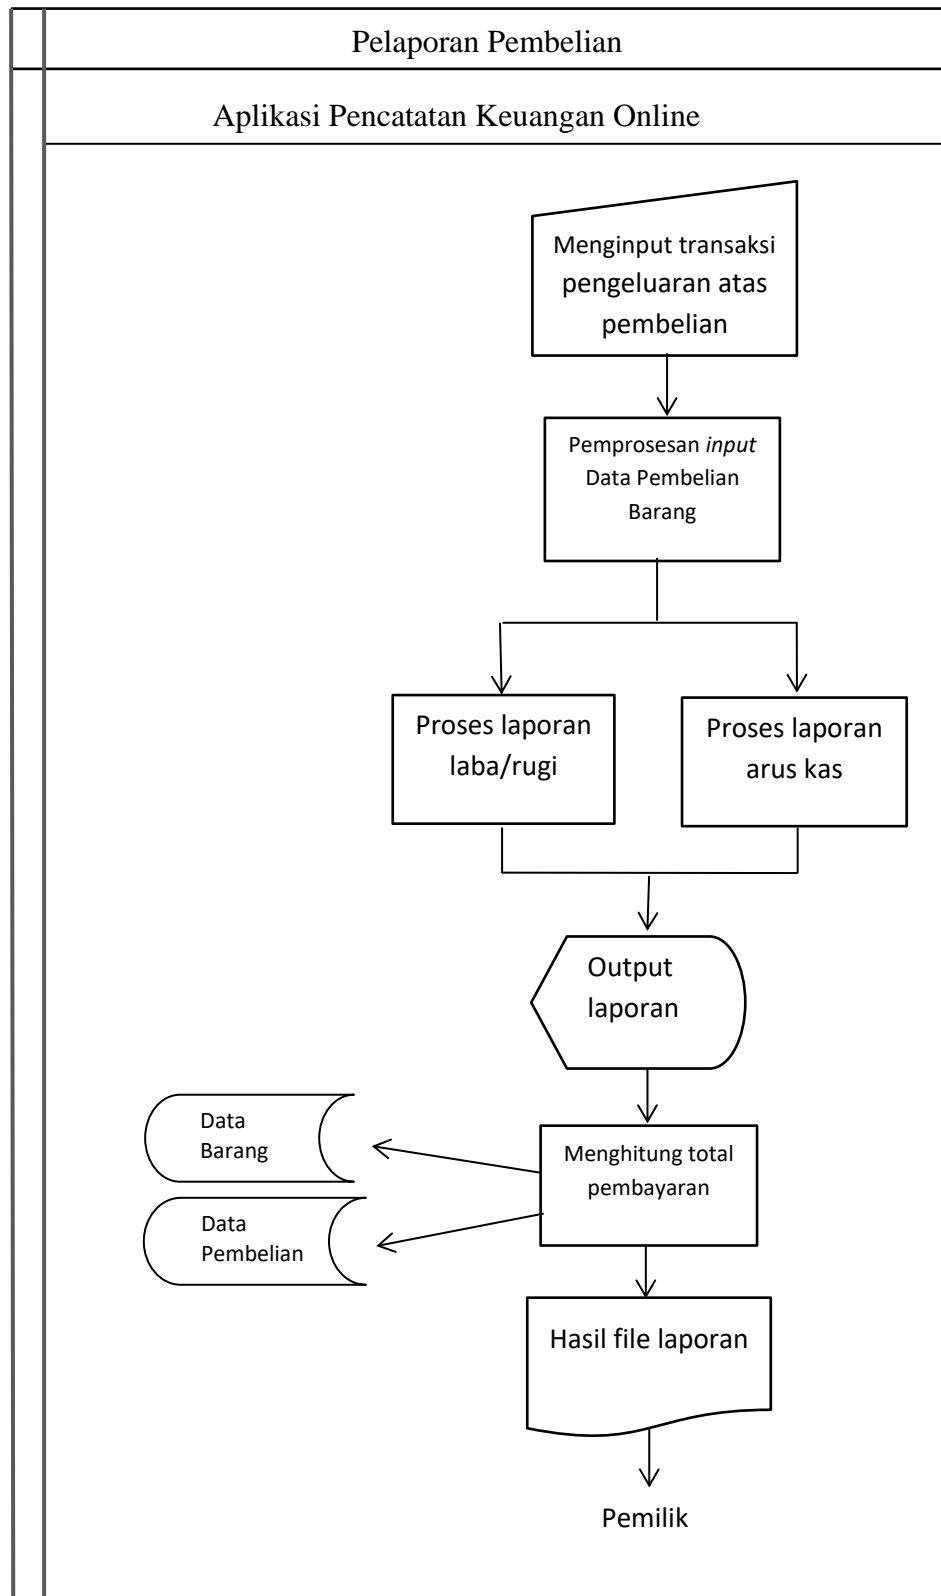 Pelaporan Pembelian
Aplikasi Pencatatan Keuangan Online
Menginput transaksi
pengeluaran atas
pembelian
Pemprosesan input
Data Pembelian
Barang
Proses laporan
laba/rugi
Proses laporan
arus kas
Output
laporan
Data
Barang
Menghitung total
pembayaran
Data
Pembelian
Hasil file laporan
Pemilik